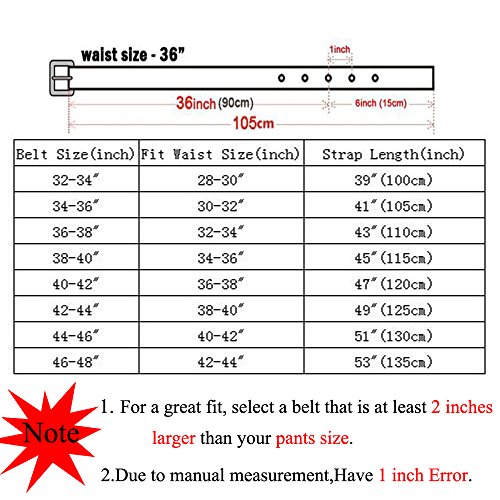 waist size - 36"
1inch
36inch (90cm)
6inch (15cm)
105cm
Belt Size(inch) Fit Waist Size(inch) Strap Length(inch)
32-34" 28-30" 39"(100cm)
34-36" 30-32" 41"(105cm)
36-38" 32-34" 43"(110cm)
38-40" 34-36" 45"(115cm)
40-42" 36-38" 47"(120cm)
42-44" 38-40" 49"(125cm)
44-46" 40-42" 51"(130cm)
46-48" 42-44" 53"(135cm)
Note
1. For a great fit, select a belt that is at least 2 inches
larger than your pants size.
2.Due to manual measurement,Have 1 inch Error.